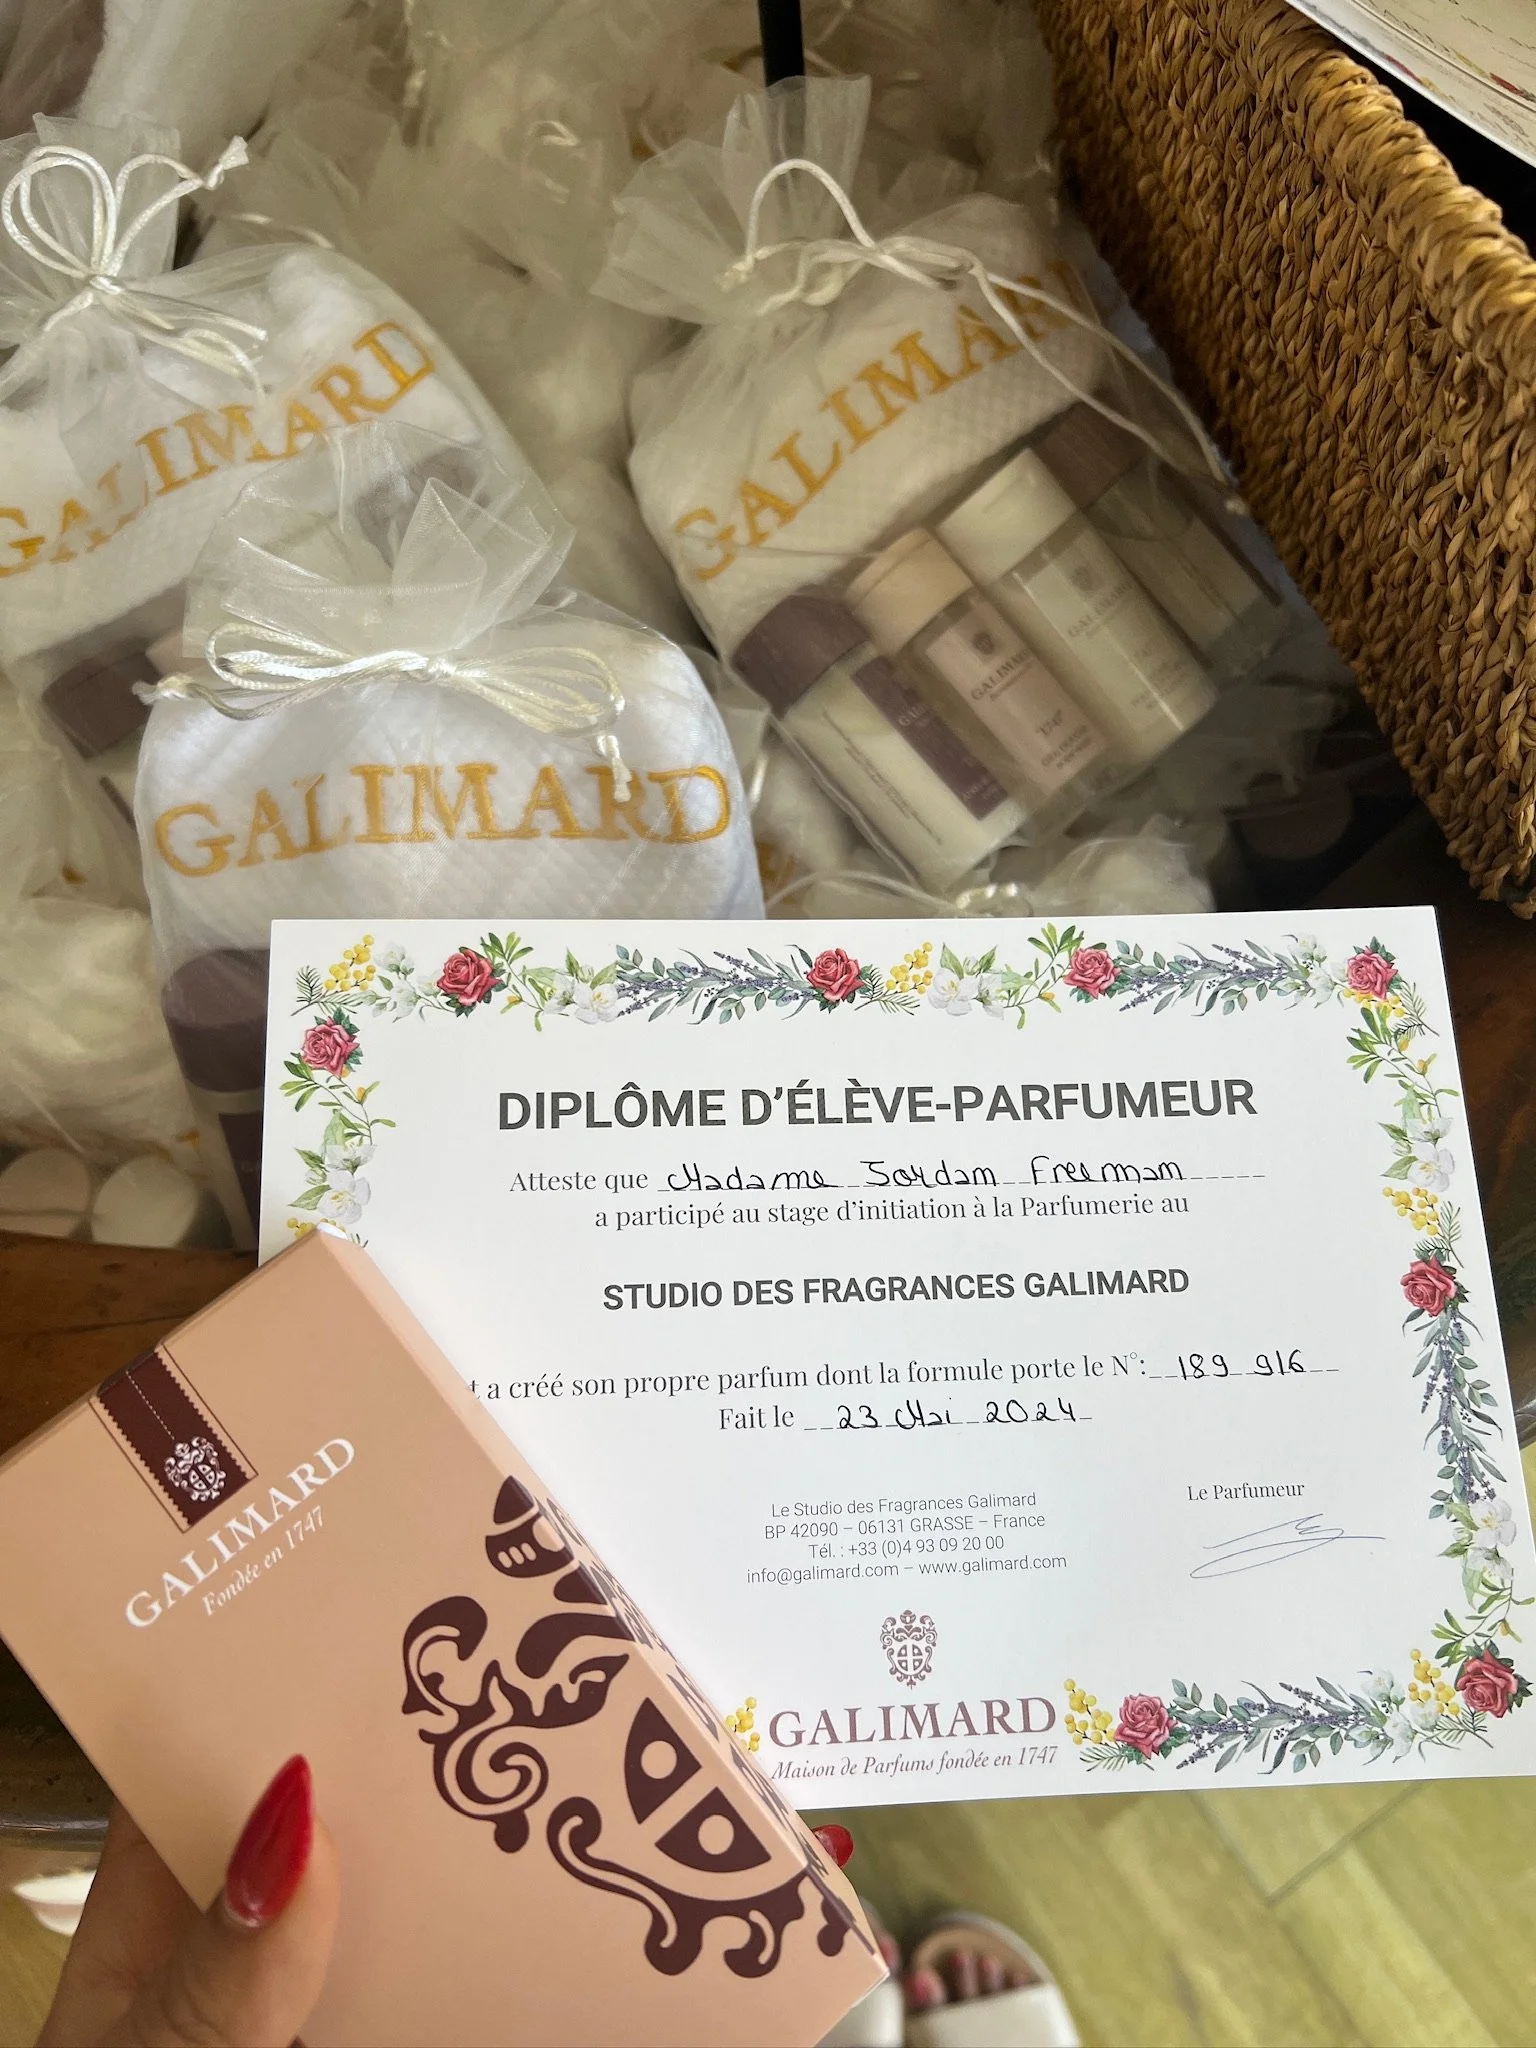 GALIMARD
GALIMAR
GALIMARD
GALIMARD
DIPLÔME D'ÉLÈVE-PARFUMEUR
Atteste que Madame Jordan Freeman
a participé au stage d'initiation à la Parfumerie au
STUDIO DES FRAGRANCES GALIMARD
t a créé son propre parfum dont la formule porte le N°: 189 916
Fait le 23 Mai 2024
Le Studio des Fragrances Galimard
BP 42090 – 06131 GRASSE – France
Tél. : +33 (0)4 93 09 20 00
info@galimard.com – www.galimard.com
Le Parfumeur
GALIMARD
Maison de Parfums fondée en 1747
GALIMARD
Fondée en 1747